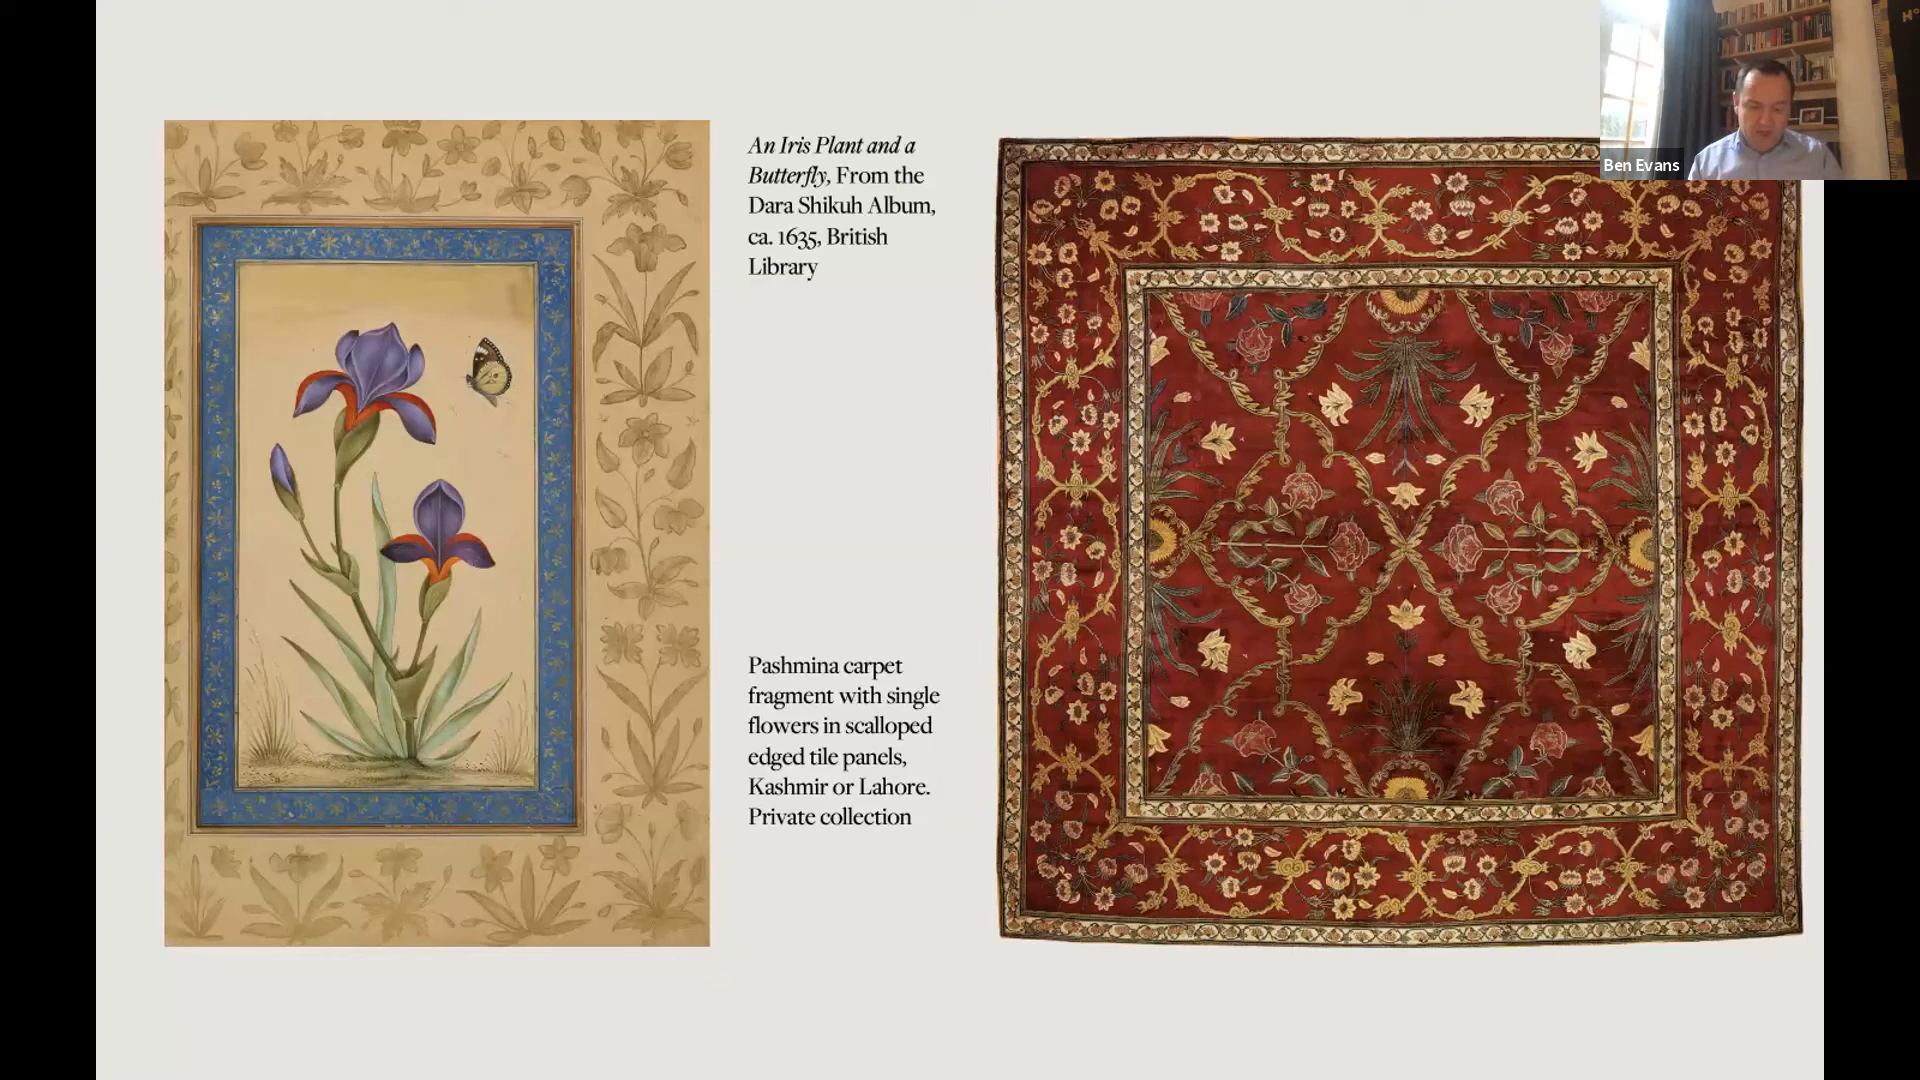 An Iris Plant and a
Butterfly, From the
Dara Shikuh Album,
ca. 1635, British
Library
Pashmina carpet
fragment with single
flowers in scalloped
edged tile panels,
Kashmir or Lahore.
Private collection
Ben Evans